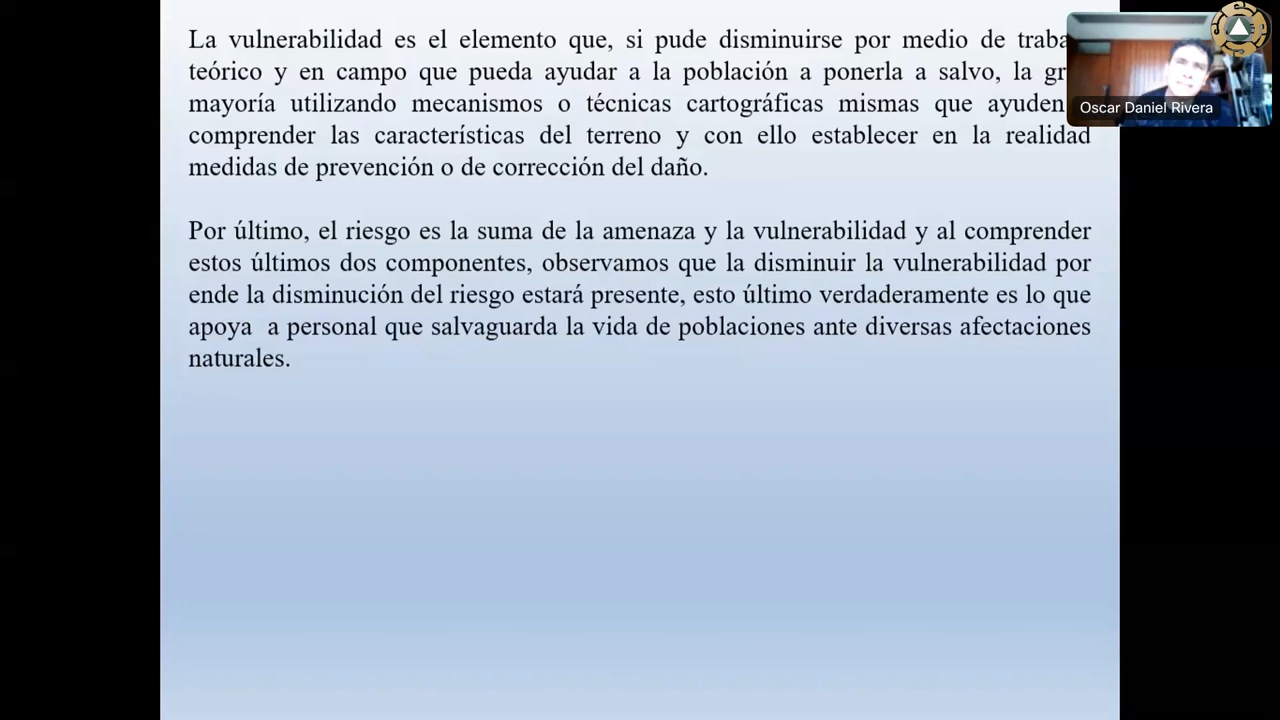 La vulnerabilidad es el elemento que, si pude disminuirse por medio de
teórico y en campo que pueda ayudar a la población a ponerla a salvo, la
mayoría utilizando mecanismos o técnicas cartográficas mismas que ayuden
comprender las características del terreno y con ello establecer en la realidad
medidas de prevención o de corrección del daño.
Por último, el riesgo es la suma de la amenaza y la vulnerabilidad y al comprender
estos últimos dos componentes, observamos que la disminuir la vulnerabilidad por
ende la disminución del riesgo estará presente, esto último verdaderamente es lo que
apoya a personal que salvaguarda la vida de poblaciones ante diversas afectaciones
naturales.
Oscar Daniel Rivera